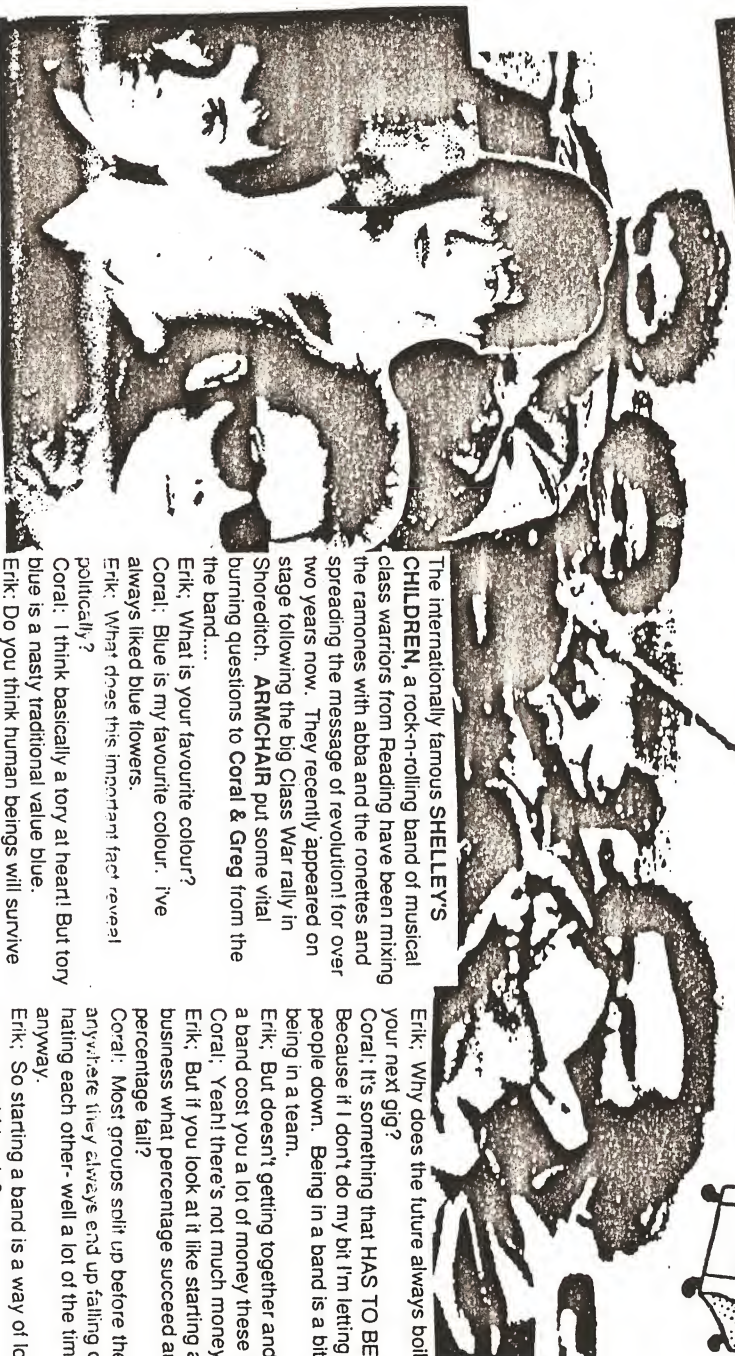 The internationally famous SHELLEY'S
CHILDREN, a rock-n-rolling band of musical
class warriors from Reading have been mixing
the ramones with abba and the ronettes and
spreading the message of revolution! for over
two years now. They recently appeared on
stage following the big Class War rally in
Shoreditch. ARMCHAIR put some vital
burning questions to Coral & Greg from the
the band....
Erik; What is your favourite colour?
Coral; Blue is my favourite colour. i've
always liked blue flowers.
Erik; What does this important fact reveal
politically?
Coral; I think basically a tory at heart! But tory
blue is a nasty traditional value blue.
Erik; Do you think human beings will survive
Erik; Why does the future always boil
your next gig?
Coral; It's something that HAS TO BE
Because if I don't do my bit I'm letting
people down. Being in a band is a bit
being in a team.
Erik; But doesn't getting together and
a band cost you a lot of money these
Coral; Yeah! there's not much money
Erik; But if you look at it like starting a
business what percentage succeed
percentage fail?
Coral; Most groups split up before the
anywhere they always end up falling
hating each other- well a lot of the
anyway.
Erik; So starting a band is a way of